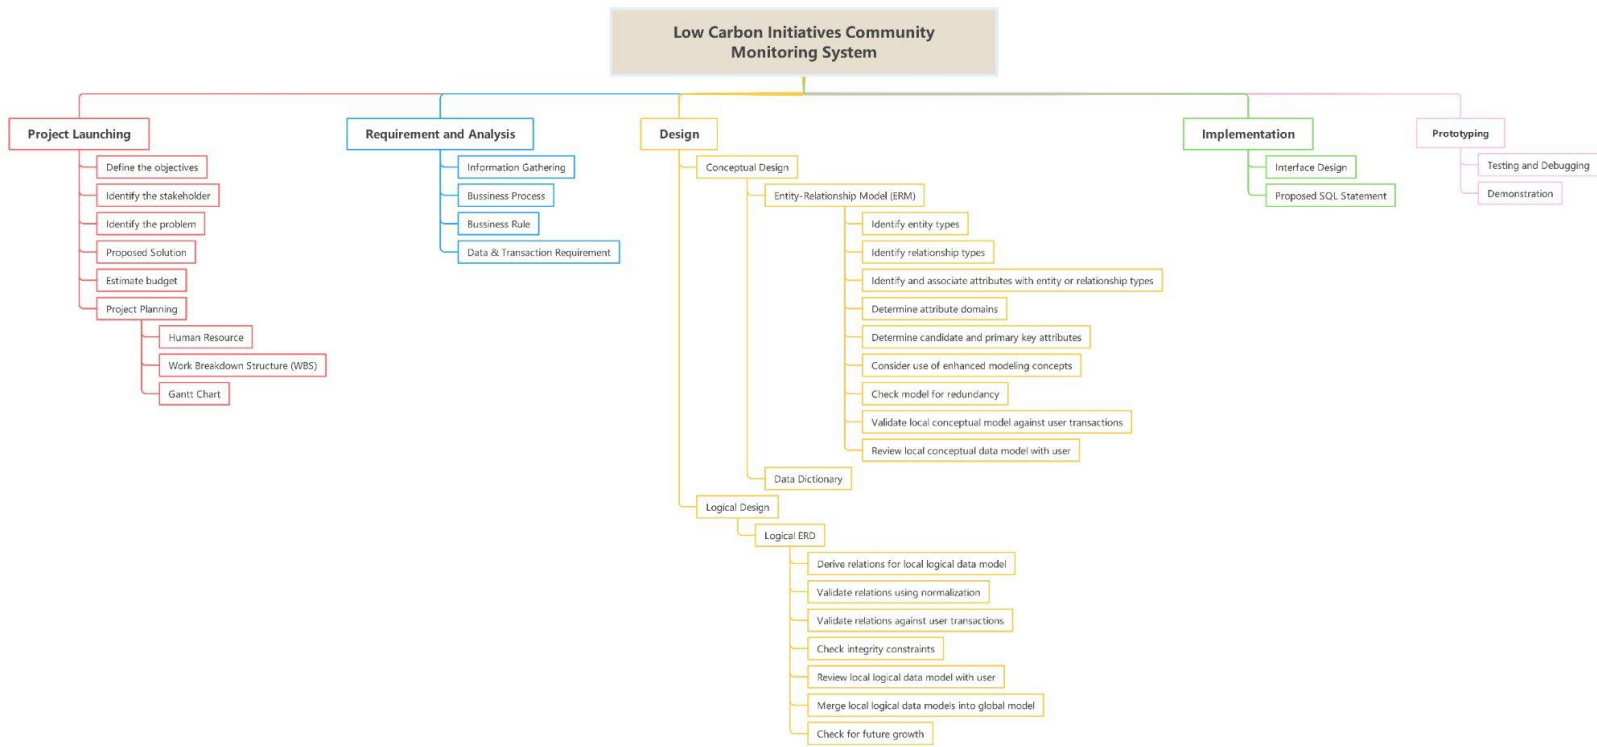 Low Carbon Initiatives Community
Monitoring System
Project Launching
Define the objectives
Identify the stakeholder
Identify the problem
Proposed Solution
Estimate budget
Project Planning
Human Resource
Work Breakdown Structure (WBS)
Gantt Chart
Requirement and Analysis
Information Gathering
Bussiness Process
Bussiness Rule
Data & Transaction Requirement
Design
Conceptual Design
Entity-Relationship Model (ERM)
Identify entity types
Identify relationship types
Identify and associate attributes with entity or relationship types
Determine attribute domains
Determine candidate and primary key attributes
Consider use of enhanced modeling concepts
Check model for redundancy
Validate local conceptual model against user transactions
Review local conceptual data model with user
Data Dictionary
Logical Design
Logical ERD
Derive relations for local logical data model
Validate relations using normalization
Validate relations against user transactions
Check integrity constraints
Review local logical data model with user
Merge local logical data models into global model
Check for future growth
Implementation
Interface Design
Proposed SQL Statement
Prototyping
Testing and Debugging
Demonstration